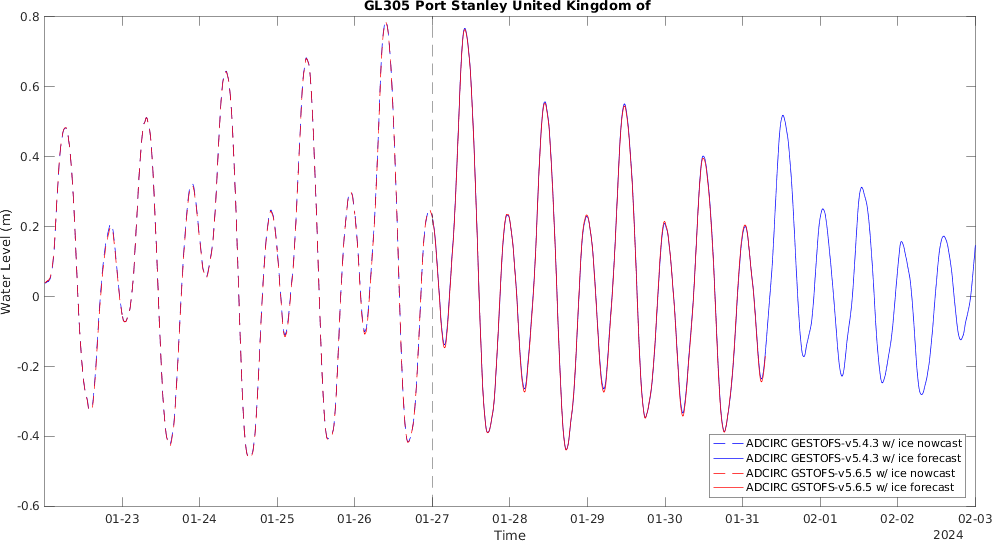 GL305 Port Stanley United Kingdom of
0.8
0.6
0.4
0.2
0
-0.2
-0.4
-0.6
Water Level (m)
ADCIRC GESTOFS-v5.4.3 w/ ice nowcast
ADCIRC GESTOFS-v5.4.3 w/ ice forecast
ADCIRC GSTOFS-v5.6.5 w/ ice nowcast
ADCIRC GSTOFS-v5.6.5 w/ ice forecast
01-23 01-24 01-25 01-26 01-27 01-28 01-29 01-30 01-31 02-01 02-02 02-03
Time
2024